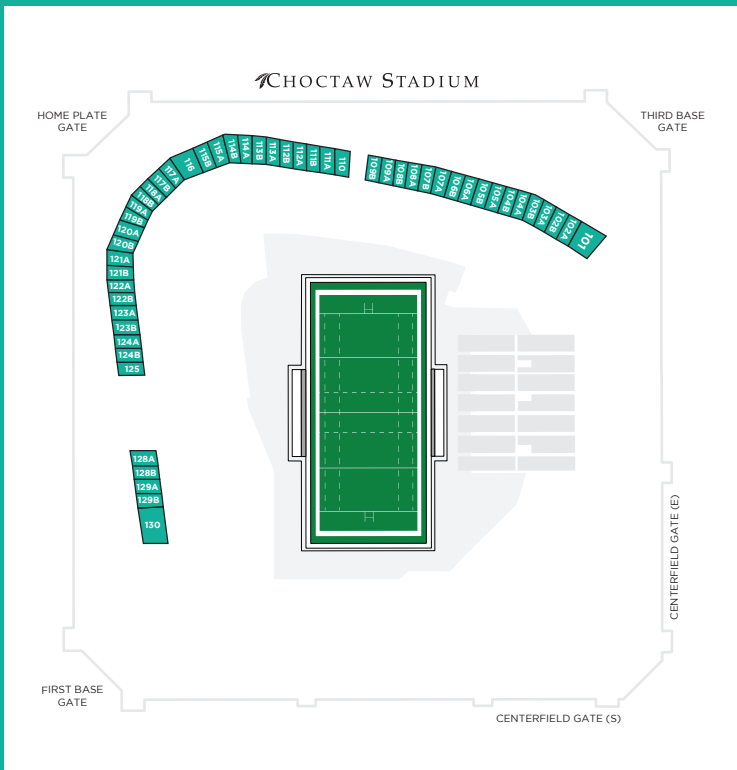 CHOCTAW STADIUM
HOME PLATE
GATE
THIRD BASE
GATE
101
102A
102B
103A
103B
104A
104B
105A
105B
106A
106B
107A
107B
108A
108B
109A
109B
110
111A
111B
112A
112B
113A
113B
114A
114B
115A
115B
116
117A
117B
118A
118B
119A
119B
120A
120B
121A
121B
122A
122B
123A
123B
124A
124B
125
128A
128B
129A
129B
130
H
H
CENTERFIELD GATE (E)
FIRST BASE
GATE
CENTERFIELD GATE (S)